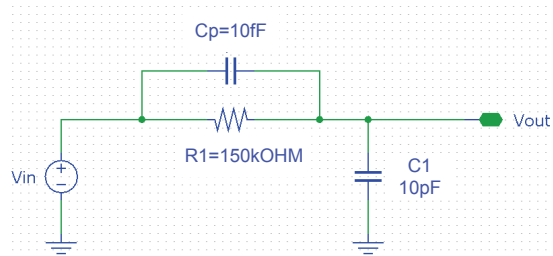 Cp=10fF
Vout
R1=150kOHM
C1
10pF
Vin
+
−